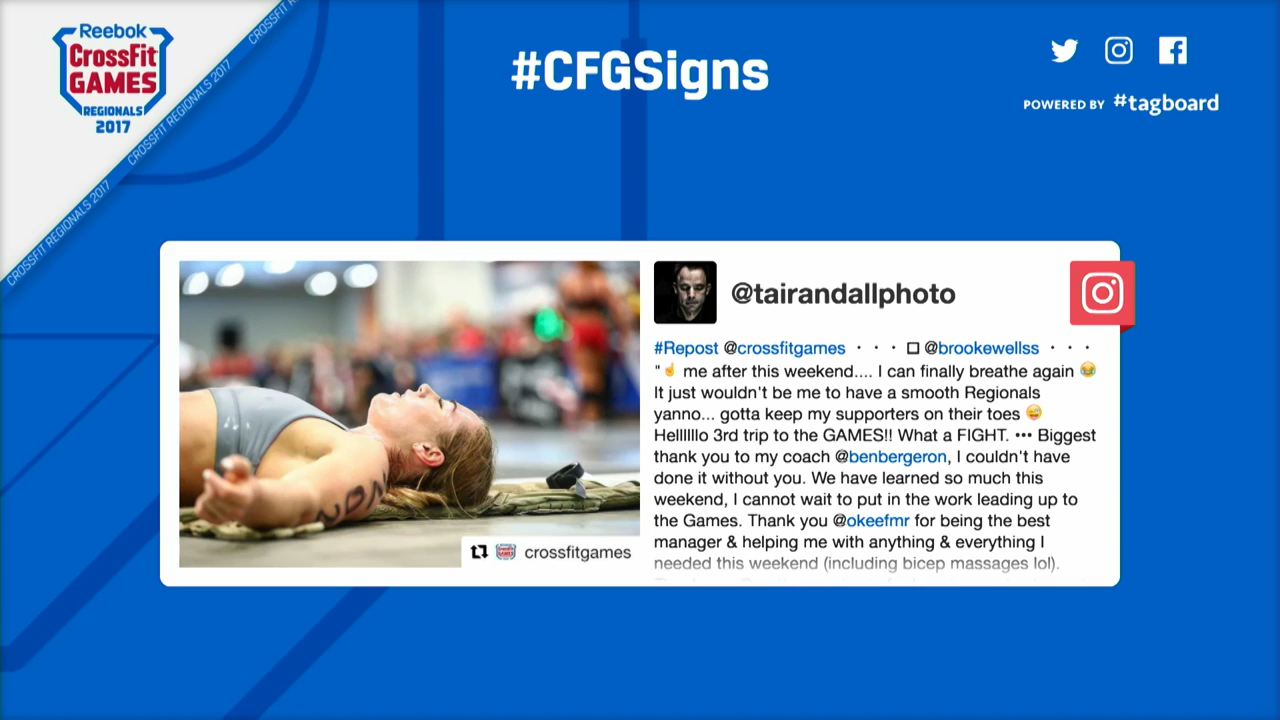 Reebok
CrossFit
GAMES
REGIONALS
2017
CROSSFIT REGIONALS 2017
CROSSFIT REGIONALS 2017
CROSSFIT RE
#CFGSigns
POWERED BY #tagboard
@tairandallphoto
#Repost @crossfitgames · · · @brookewellss · · ·
"☝ me after this weekend.... I can finally breathe again 😂
It just wouldn't be me to have a smooth Regionals
yanno... gotta keep my supporters on their toes 😜
Helllllllo 3rd trip to the GAMES!! What a FIGHT. ••• Biggest
thank you to my coach @benbergeron, I couldn't have
done it without you. We have learned so much this
weekend, I cannot wait to put in the work leading up to
the Games. Thank you @okeefmr for being the best
manager & helping me with anything & everything I
needed this weekend (including bicep massages lol).
crossfitgames